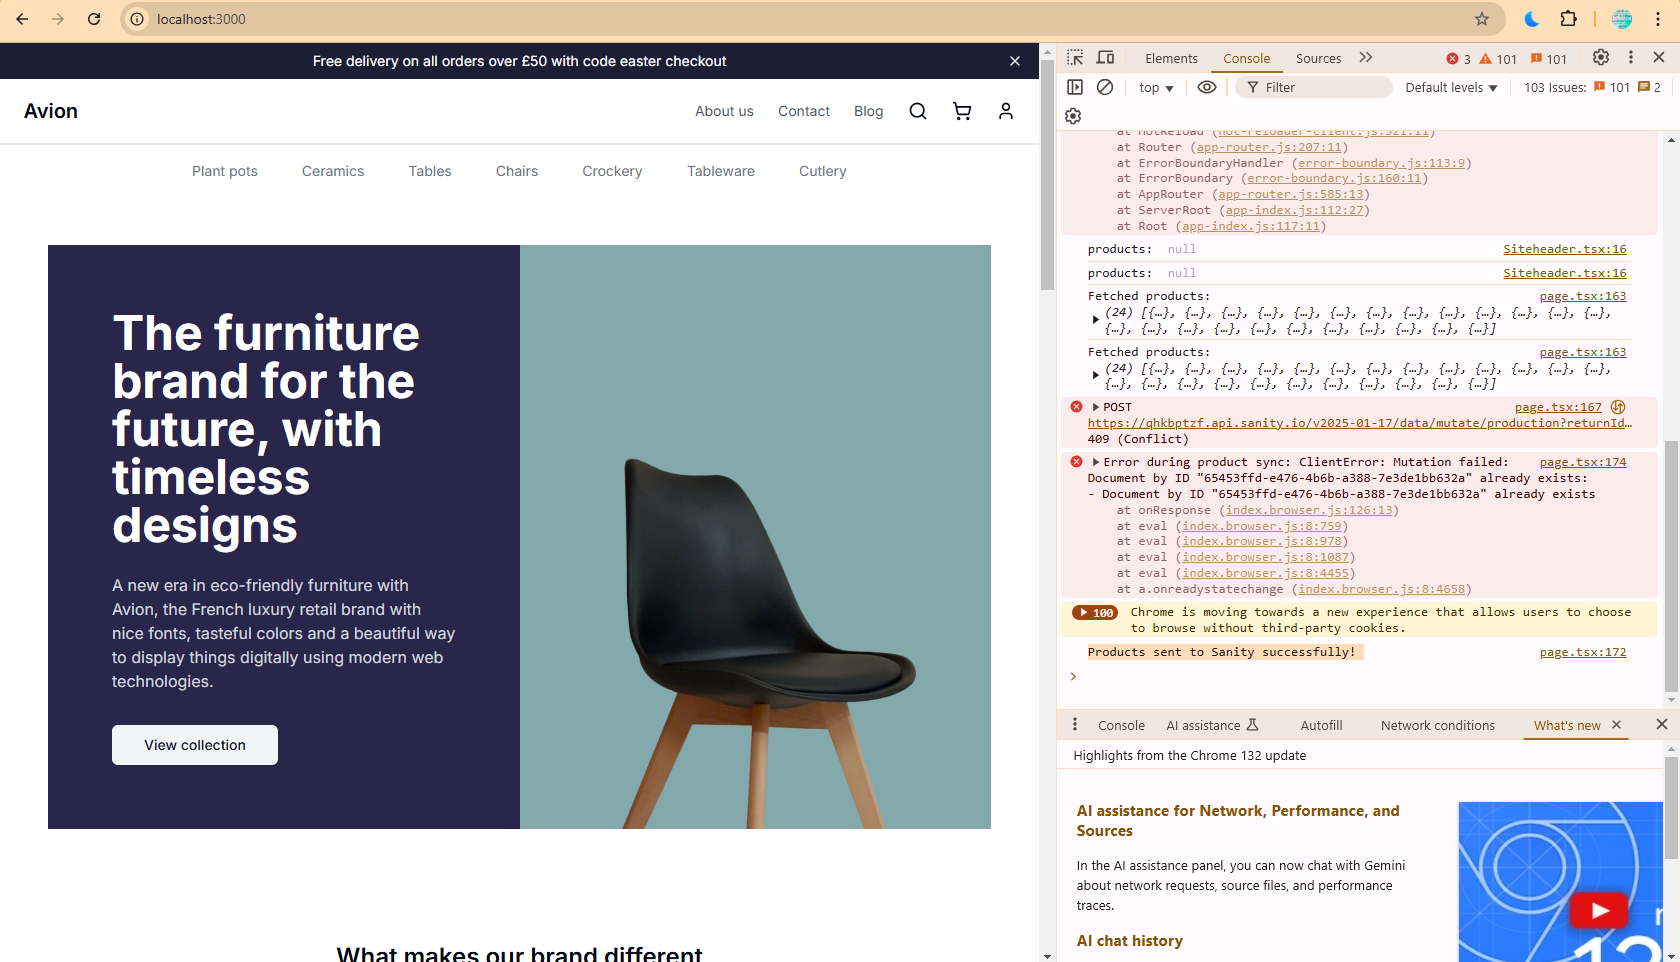 localhost:3000
Free delivery on all orders over £50 with code easter checkout
Avion
About us
Contact
Blog
Plant pots
Ceramics
Tables
Chairs
Crockery
Tableware
Cutlery
The furniture
brand for the
future, with
timeless
designs
A new era in eco-friendly furniture with
Avion, the French luxury retail brand with
nice fonts, tasteful colors and a beautiful way
to display things digitally using modern web
technologies.
View collection
What makes our brand different
Elements
Console
Sources
3
101
101
top
Filter
Default levels
103 Issues:
101
2
at HotReload (hot-reloader-client.js:321:11)
at Router (app-router.js:207:11)
at ErrorBoundaryHandler (error-boundary.js:113:9)
at ErrorBoundary (error-boundary.js:160:11)
at AppRouter (app-router.js:585:13)
at ServerRoot (app-index.js:112:27)
at Root (app-index.js:117:11)
products: null Siteheader.tsx:16
products: null Siteheader.tsx:16
Fetched products: page.tsx:163
(24) [{…}, {…}, {…}, {…}, {…}, {…}, {…}, {…}, {…}, {…}, {…}, {…}, {…},
{…}, {…}, {…}, {…}, {…}, {…}, {…}, {…}, {…}, {…}, {…}]
Fetched products: page.tsx:163
(24) [{…}, {…}, {…}, {…}, {…}, {…}, {…}, {…}, {…}, {…}, {…}, {…}, {…},
{…}, {…}, {…}, {…}, {…}, {…}, {…}, {…}, {…}, {…}, {…}]
POST page.tsx:167
https://qhkbptzf.api.sanity.io/v2025-01-17/data/mutate/production?returnId…
409 (Conflict)
Error during product sync: ClientError: Mutation failed: page.tsx:174
Document by ID "65453ffd-e476-4b6b-a388-7e3de1bb632a" already exists:
- Document by ID "65453ffd-e476-4b6b-a388-7e3de1bb632a" already exists
at onResponse (index.browser.js:126:13)
at eval (index.browser.js:8:759)
at eval (index.browser.js:8:978)
at eval (index.browser.js:8:1087)
at eval (index.browser.js:8:4455)
at a.onreadystatechange (index.browser.js:8:4658)
100 Chrome is moving towards a new experience that allows users to choose
to browse without third-party cookies.
Products sent to Sanity successfully! page.tsx:172
Console
AI assistance
Autofill
Network conditions
What's new
Highlights from the Chrome 132 update
AI assistance for Network, Performance, and
Sources
In the AI assistance panel, you can now chat with Gemini
about network requests, source files, and performance
traces.
AI chat history